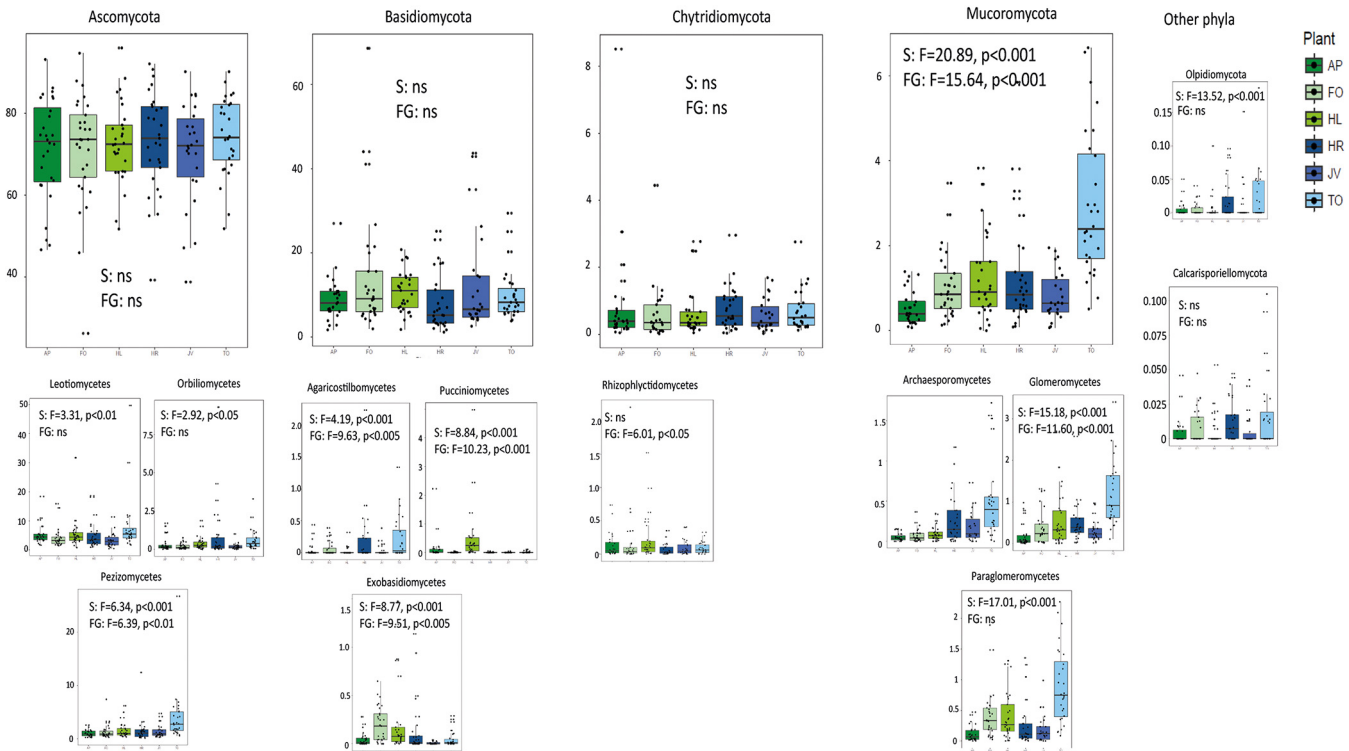 Ascomycota
Basidiomycota
Chytridiomycota
Mucoromycota
Other phyla
80
60
40
S: ns
FG: ns
AP FO HL HR JV TO
60
40
20
0
S: ns
FG: ns
AP FO HL HR JV TO
8
6
4
2
0
S: ns
FG: ns
AP FO HL HR JV TO
6
4
2
0
S: F=20.89, p<0.001
FG: F=15.64, p<0.001
AP FO HL HR JV TO
Olpidiomycota
0.15
0.10
0.05
0
S: F=13.52, p<0.001
FG: ns
Plant
AP
FO
HL
HR
JV
TO
Calcarisporiellomycota
0.100
0.075
0.050
0.025
0
S: ns
FG: ns
Leotiomycetes
50
40
30
20
10
0
S: F=3.31, p<0.01
FG: ns
Orbiliomycetes
7.5
5.0
2.5
0
S: F=2.92, p<0.05
FG: ns
Agaricostilbomycetes
2.0
1.5
1.0
0.5
0
S: F=4.19, p<0.001
FG: F=9.63, p<0.005
Pucciniomycetes
4
3
2
1
0
S: F=8.84, p<0.001
FG: F=10.23, p<0.001
Rhizophlyctidomycetes
2.0
1.5
1.0
0.5
0
S: ns
FG: F=6.01, p<0.05
Archaesporomycetes
1.5
1
0.5
0
Glomeromycetes
3
2
1
0
S: F=15.18, p<0.001
FG: F=11.60, p<0.001
Pezizomycetes
20
10
0
S: F=6.34, p<0.001
FG: F=6.39, p<0.01
Exobasidiomycetes
1.5
1
0.5
0
S: F=8.77, p<0.001
FG: F=9.51, p<0.005
Paraglomeromycetes
2
1.5
1
0.5
0
S: F=17.01, p<0.001
FG: ns